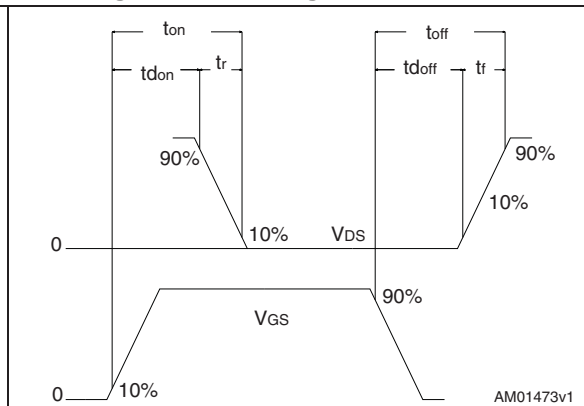 ton toff
tdon tr tdoff tf
90% 90%
10%
0 10% VDS
90%
VGS
0 10%
AM01473v1